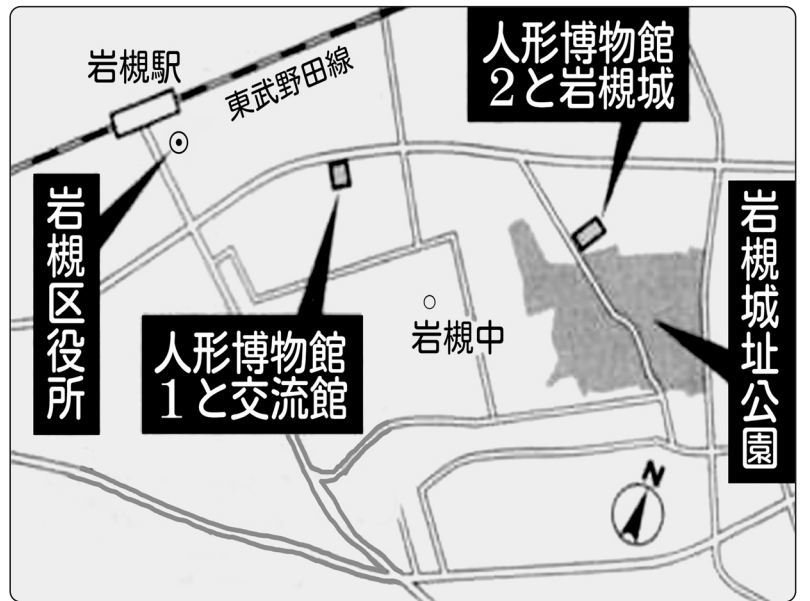 岩槻駅
東武野田線
人形博物館
2と岩槻城
岩槻区役所
人形博物館
1と交流館
岩槻中
岩槻城址公園
N